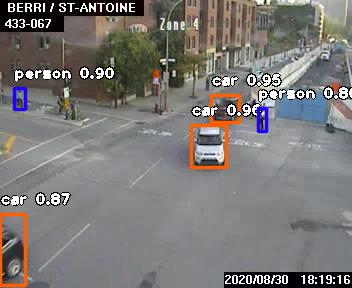 BERRI / ST-ANTOINE
433-067
Zone 4
person 0.90
car 0.95
person 0.80
car 0.96
car 0.87
2020/08/30 18:19:16